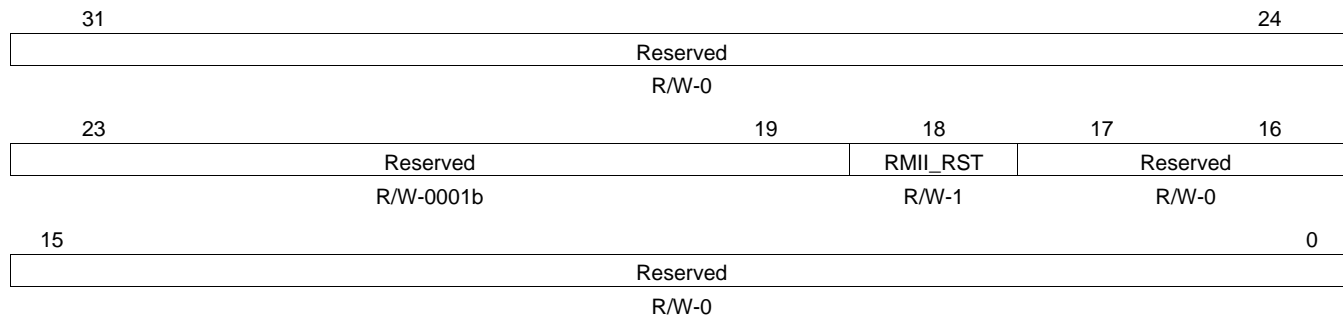 31 24
Reserved
R/W-0
23 19 18 17 16
Reserved RMII_RST Reserved
R/W-0001b R/W-1 R/W-0
15 0
Reserved
R/W-0